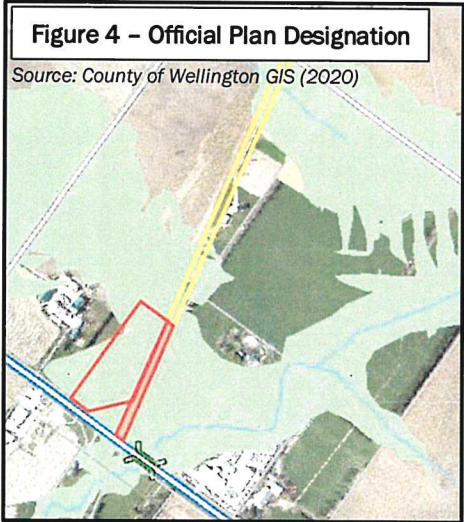 Figure 4 – Official Plan Designation
Source: County of Wellington GIS (2020)